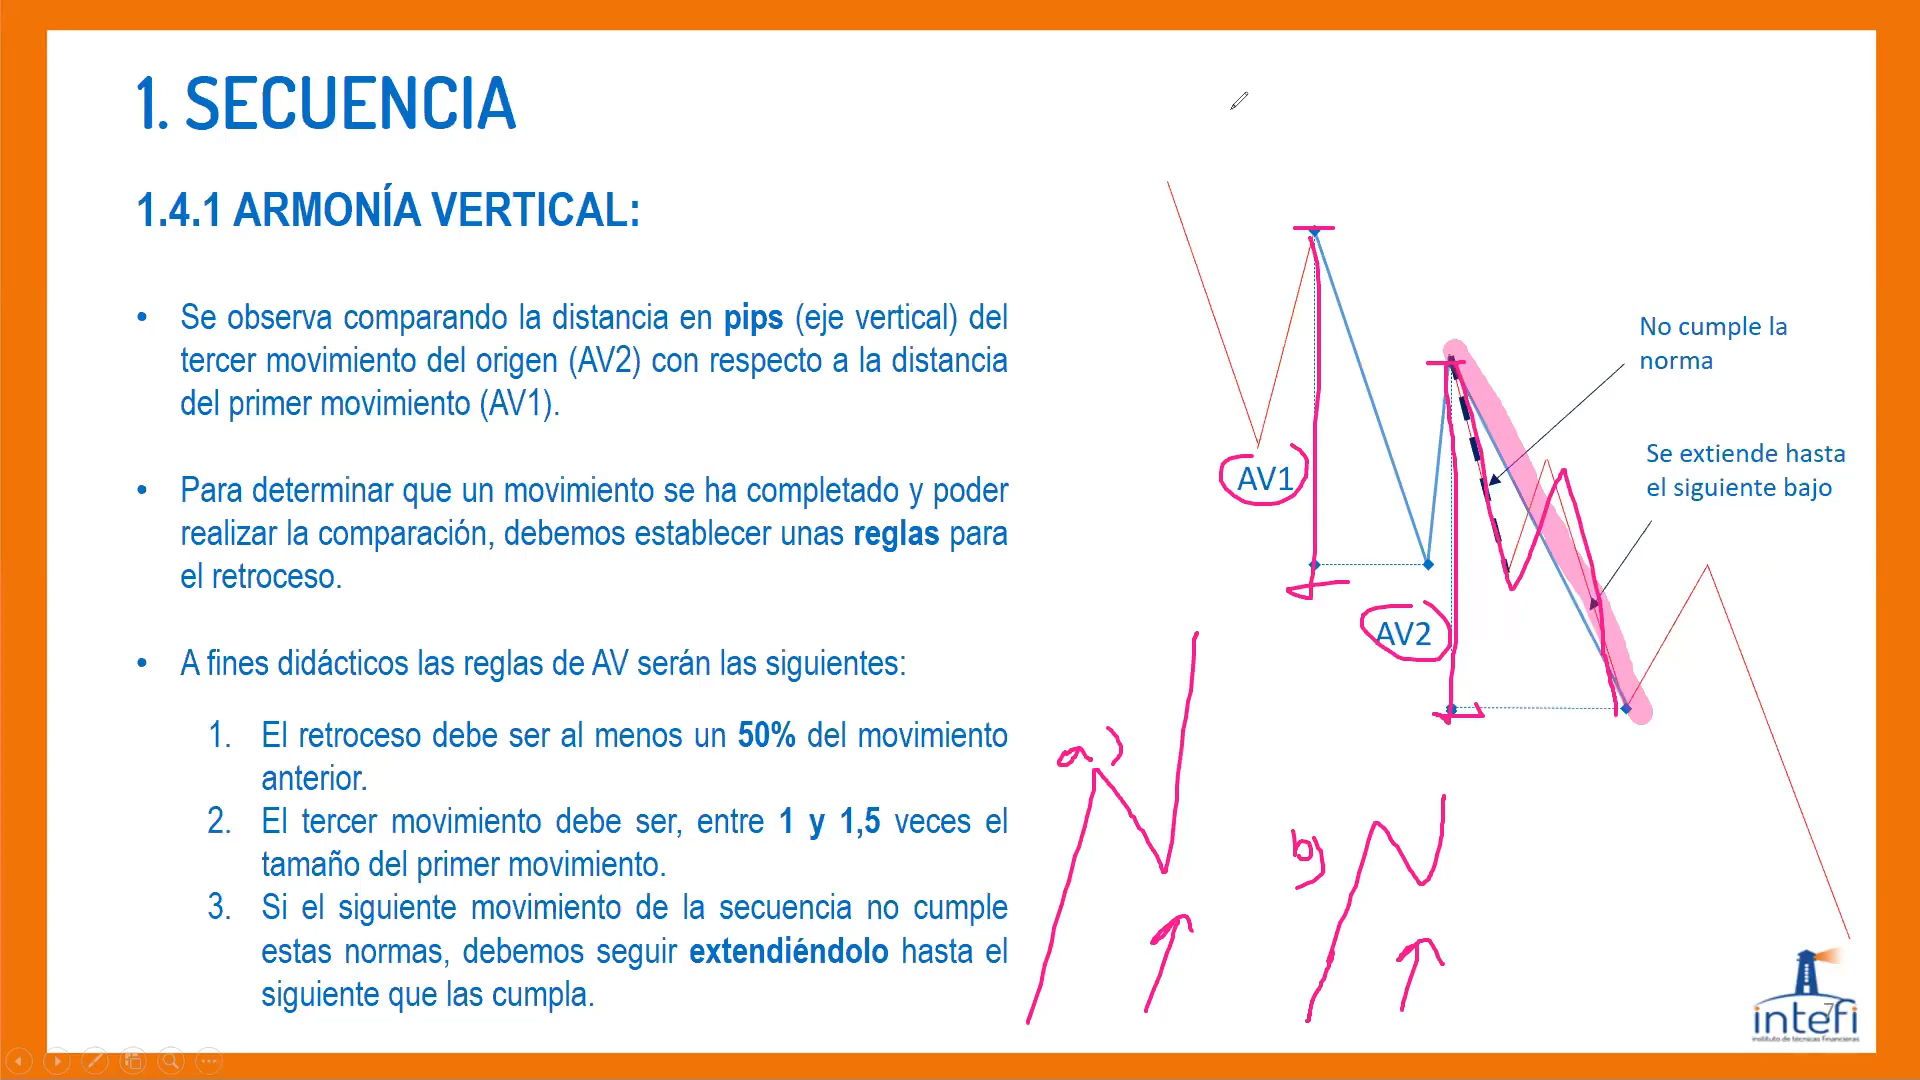 1. SECUENCIA
1.4.1 ARMONÍA VERTICAL:
• Se observa comparando la distancia en pips (eje vertical) del
tercer movimiento del origen (AV2) con respecto a la distancia
del primer movimiento (AV1).
• Para determinar que un movimiento se ha completado y poder
realizar la comparación, debemos establecer unas reglas para
el retroceso.
• A fines didácticos las reglas de AV serán las siguientes:
1. El retroceso debe ser al menos un 50% del movimiento
anterior.
2. El tercer movimiento debe ser, entre 1 y 1,5 veces el
tamaño del primer movimiento.
3. Si el siguiente movimiento de la secuencia no cumple
estas normas, debemos seguir extendiéndolo hasta el
siguiente que las cumpla.
No cumple la
norma
Se extiende hasta
el siguiente bajo
AV1
AV2
a)
b)
7
intefi
instituto de técnicas financieras